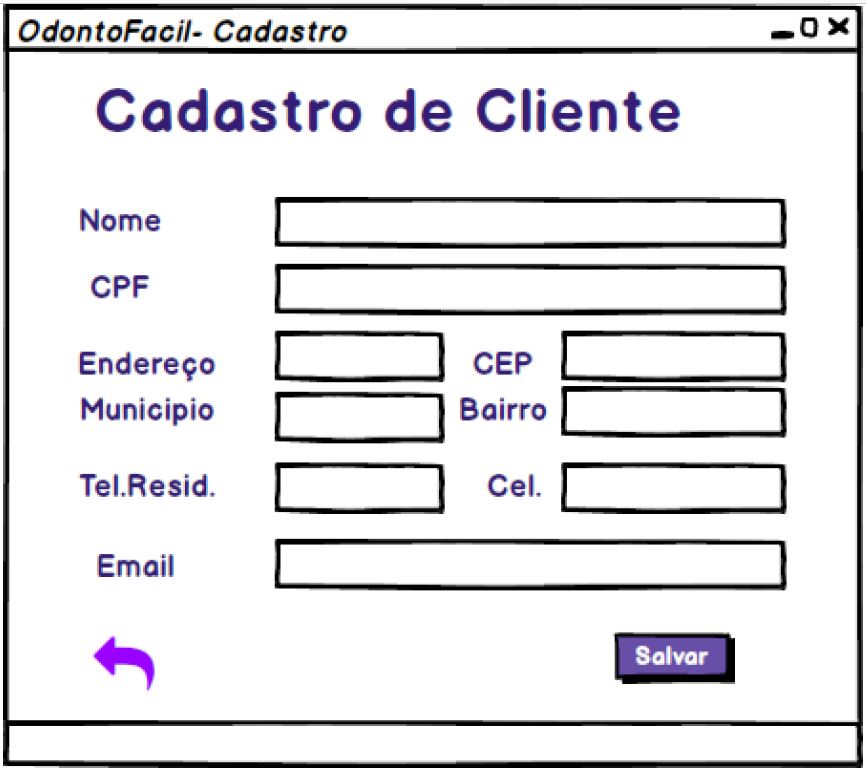 OdontoFacil- Cadastro
Cadastro de Cliente
Nome
CPF
Endereço CEP
Municipio Bairro
Tel.Resid. Cel.
Email
Salvar